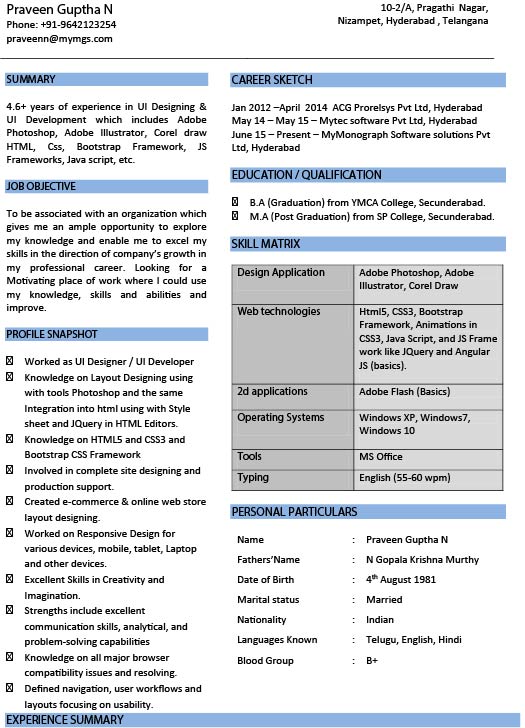 Praveen Guptha N
Phone: +91-9642123254
praveenn@mymgs.com
10-2/A, Pragathi Nagar,
Nizampet, Hyderabad , Telangana
SUMMARY
4.6+ years of experience in UI Designing &
UI Development which includes Adobe
Photoshop, Adobe Illustrator, Corel draw
HTML, Css, Bootstrap Framework, JS
Frameworks, Java script, etc.
JOB OBJECTIVE
To be associated with an organization which
gives me an ample opportunity to explore
my knowledge and enable me to excel my
skills in the direction of company's growth in
my professional career. Looking for a
Motivating place of work where I could use
my knowledge, skills and abilities and
improve.
PROFILE SNAPSHOT
Worked as UI Designer / UI Developer
Knowledge on Layout Designing using
with tools Photoshop and the same
Integration into html using with Style
sheet and JQuery in HTML Editors.
Knowledge on HTML5 and CSS3 and
Bootstrap CSS Framework
Involved in complete site designing and
production support.
Created e-commerce & online web store
layout designing.
Worked on Responsive Design for
various devices, mobile, tablet, Laptop
and other devices.
Excellent Skills in Creativity and
Imagination.
Strengths include excellent
communication skills, analytical, and
problem-solving capabilities
Knowledge on all major browser
compatibility issues and resolving.
Defined navigation, user workflows and
layouts focusing on usability.
CAREER SKETCH
Jan 2012 –April 2014 ACG Prorelsys Pvt Ltd, Hyderabad
May 14 – May 15 – Mytec software Pvt Ltd, Hyderabad
June 15 – Present – MyMonograph Software solutions Pvt
Ltd, Hyderabad
EDUCATION / QUALIFICATION
B.A (Graduation) from YMCA College, Secunderabad.
M.A (Post Graduation) from SP College, Secunderabad.
SKILL MATRIX
Design Application Adobe Photoshop, Adobe
Illustrator, Corel Draw
Web technologies Html5, CSS3, Bootstrap
Framework, Animations in
CSS3, Java Script, and JS Frame
work like JQuery and Angular
JS (basics).
2d applications Adobe Flash (Basics)
Operating Systems Windows XP, Windows7,
Windows 10
Tools MS Office
Typing English (55-60 wpm)
PERSONAL PARTICULARS
Name : Praveen Guptha N
Fathers'Name : N Gopala Krishna Murthy
Date of Birth : 4th August 1981
Marital status : Married
Nationality : Indian
Languages Known : Telugu, English, Hindi
Blood Group : B+
EXPERIENCE SUMMARY